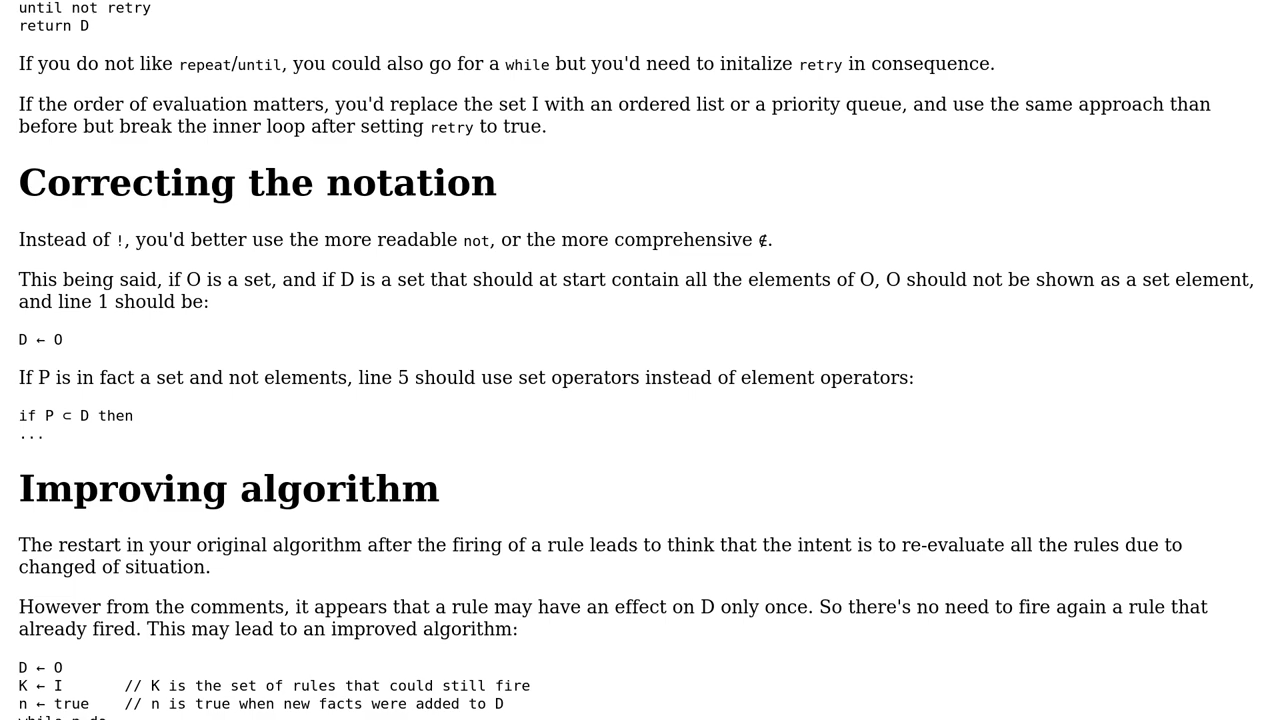 until not retry
return D
If you do not like repeat/until, you could also go for a while but you'd need to initalize retry in consequence.
If the order of evaluation matters, you'd replace the set I with an ordered list or a priority queue, and use the same approach than
before but break the inner loop after setting retry to true.
Correcting the notation
Instead of !, you'd better use the more readable not, or the more comprehensive ∉.
This being said, if O is a set, and if D is a set that should at start contain all the elements of O, O should not be shown as a set element,
and line 1 should be:
D ← O
If P is in fact a set and not elements, line 5 should use set operators instead of element operators:
if P ⊂ D then
...
Improving algorithm
The restart in your original algorithm after the firing of a rule leads to think that the intent is to re-evaluate all the rules due to
changed of situation.
However from the comments, it appears that a rule may have an effect on D only once. So there's no need to fire again a rule that
already fired. This may lead to an improved algorithm:
D ← O
K ← I       // K is the set of rules that could still fire
n ← true    // n is true when new facts were added to D
while n do